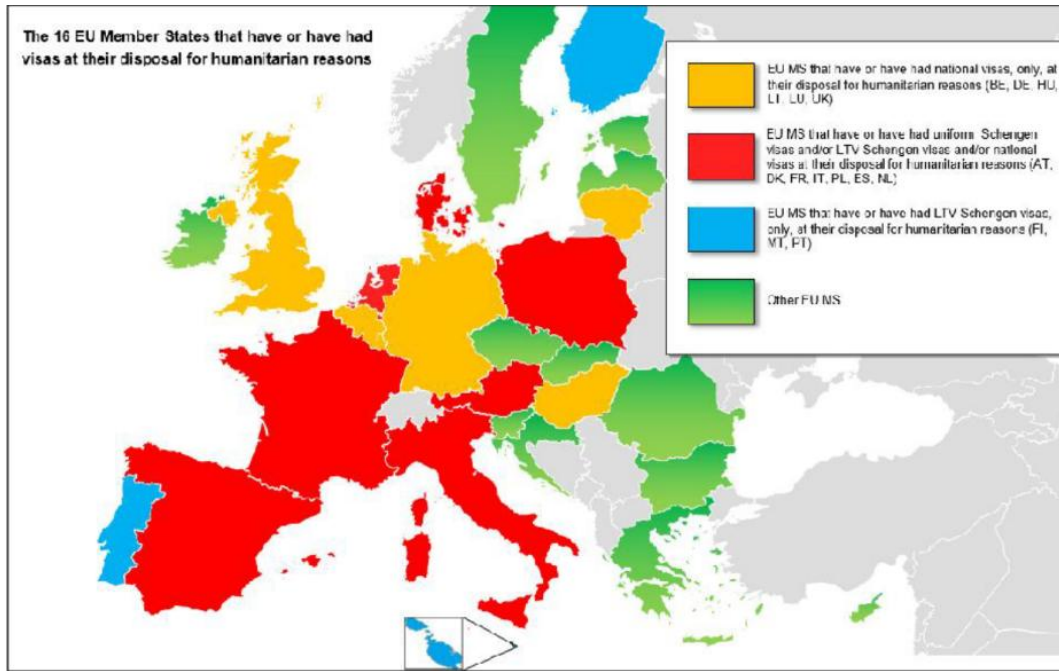 The 16 EU Member States that have or have had
visas at their disposal for humanitarian reasons
EU MS that have or have had national visas, only, at
their disposal for humanitarian reasons (BE, DE, HU,
LT, LU, UK)
EU MS that have or have had uniform Schengen
visas and/or LTV Schengen visas and/or national
visas at their disposal for humanitarian reasons (AT,
DK, FR, IT, PL, ES, NL)
EU MS that have or have had LTV Schengen visas,
only, at their disposal for humanitarian reasons (FI,
MT, PT)
Other EU MS